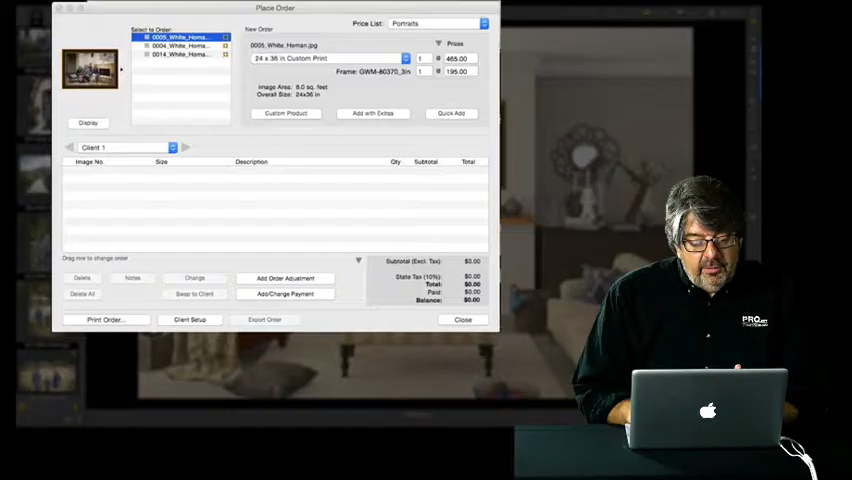 Place Order
Select to Order:
0005_White_Homa...
0004_White_Homa...
0014_White_Homa...
Display
New Order
Price List: Portraits
0005_White_Homan.jpg
Prices
24 x 36 in Custom Print 1 @ 465.00
Frame: GWM-80370_3in 1 @ 195.00
Image Area: 6.0 sq. feet
Overall Size: 24x36 in
Custom Product
Add with Extras
Quick Add
Client 1
Image No. Size Description Qty Subtotal Total
Drag row to change order
Delete Notes Change Add Order Adjustment
Delete All Swap to Client Add/Change Payment
Subtotal (Excl. Tax): $0.00
State Tax (10%): $0.00
Total: $0.00
Paid: $0.00
Balance: $0.00
Print Order... Client Setup Export Order Close
PRO